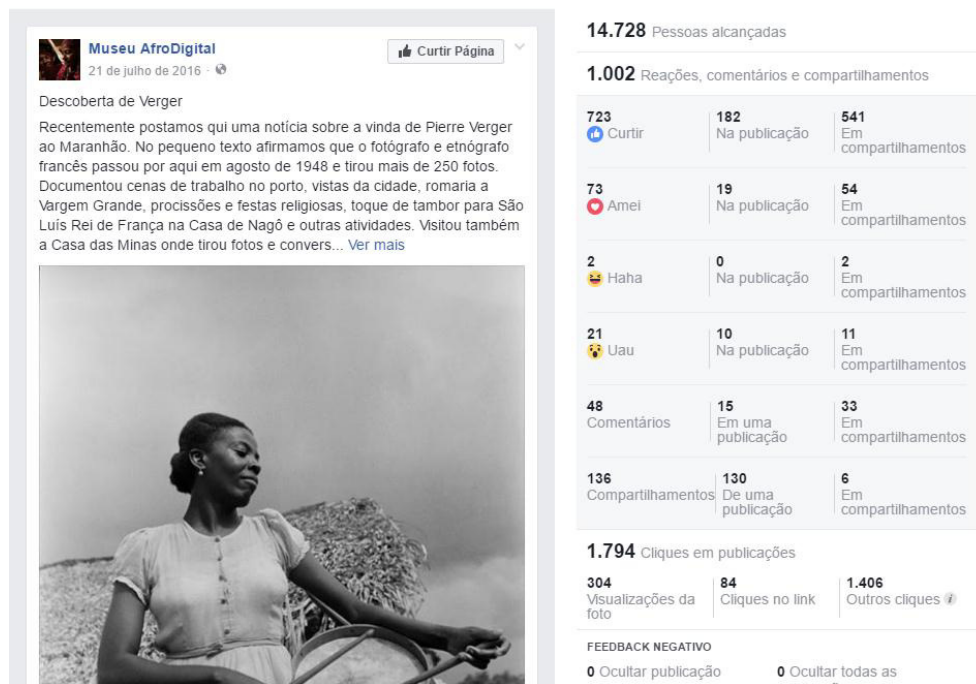 Museu AfroDigital
Curtir Página
21 de julho de 2016 ·
Descoberta de Verger
Recentemente postamos qui uma notícia sobre a vinda de Pierre Verger
ao Maranhão. No pequeno texto afirmamos que o fotógrafo e etnógrafo
francês passou por aqui em agosto de 1948 e tirou mais de 250 fotos.
Documentou cenas de trabalho no porto, vistas da cidade, romaria a
Vargem Grande, procissões e festas religiosas, toque de tambor para São
Luís Rei de França na Casa de Nagô e outras atividades. Visitou também
a Casa das Minas onde tirou fotos e convers... Ver mais
14.728 Pessoas alcançadas
1.002 Reações, comentários e compartilhamentos
723
Curtir
182
Na publicação
541
Em
compartilhamentos
73
Amei
19
Na publicação
54
Em
compartilhamentos
2
Haha
0
Na publicação
2
Em
compartilhamentos
21
Uau
10
Na publicação
11
Em
compartilhamentos
48
Comentários
15
Em uma
publicação
33
Em
compartilhamentos
136
Compartilhamentos
130
De uma
publicação
6
Em
compartilhamentos
1.794 Cliques em publicações
304
Visualizações da
foto
84
Cliques no link
1.406
Outros cliques
FEEDBACK NEGATIVO
0 Ocultar publicação
0 Ocultar todas as